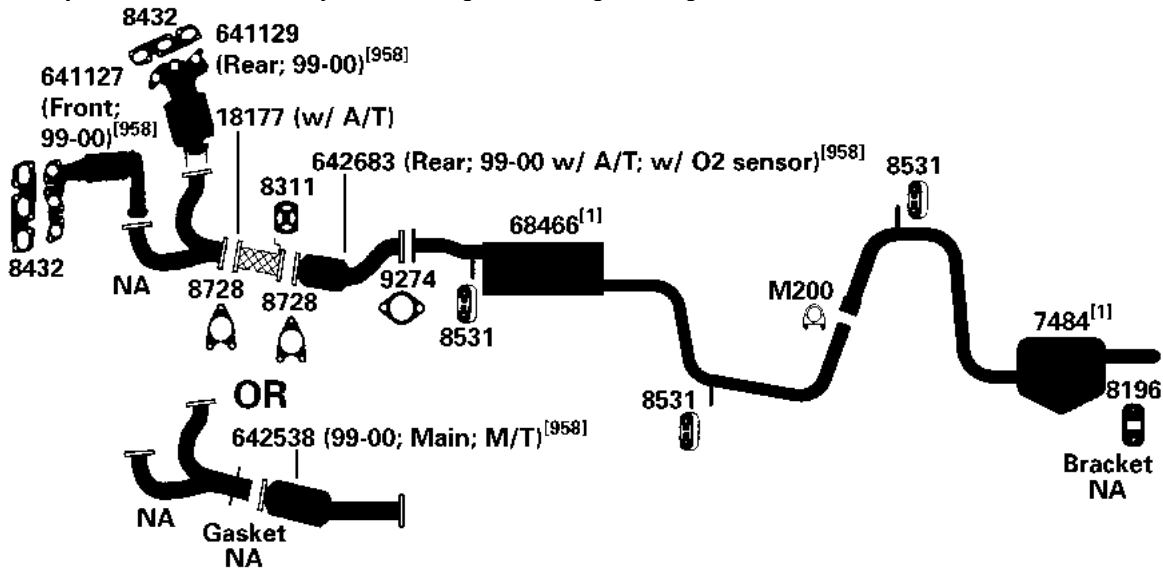 8432
641129
(Rear; 99-00)[958]
641127
(Front;
99-00)[958]
18177 (w/ A/T)
642683 (Rear; 99-00 w/ A/T; w/ O2 sensor)[958]
8531
8311
68466[1]
8432
NA
8728
8728
9274
8531
M200
7484[1]
OR
8531
8196
642538 (99-00; Main; M/T)[958]
Bracket
NA
NA
Gasket
NA